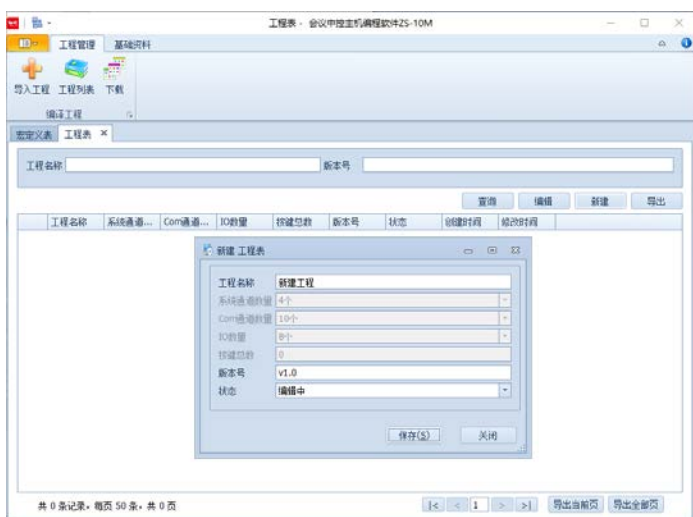 工程表 - 会议中控主机编程软件ZS-10M
工程管理 基础资料
导入工程 工程列表 下载
编译工程
宏定义表 工程表 ×
工程名称 版本号
查询 编辑 新建 导出
工程名称 系统通道... Com通道... IO数量 按键总数 版本号 状态 创建时间 修改时间
新建 工程表
工程名称 新建工程
系统通道数量 4个
Com通道数量 10个
IO数量 8个
按键总数 0
版本号 v1.0
状态 编辑中
保存(S) 关闭
共 0 条记录，每页 50 条，共 0 页 |< < 1 > >| 导出当前页 导出全部页